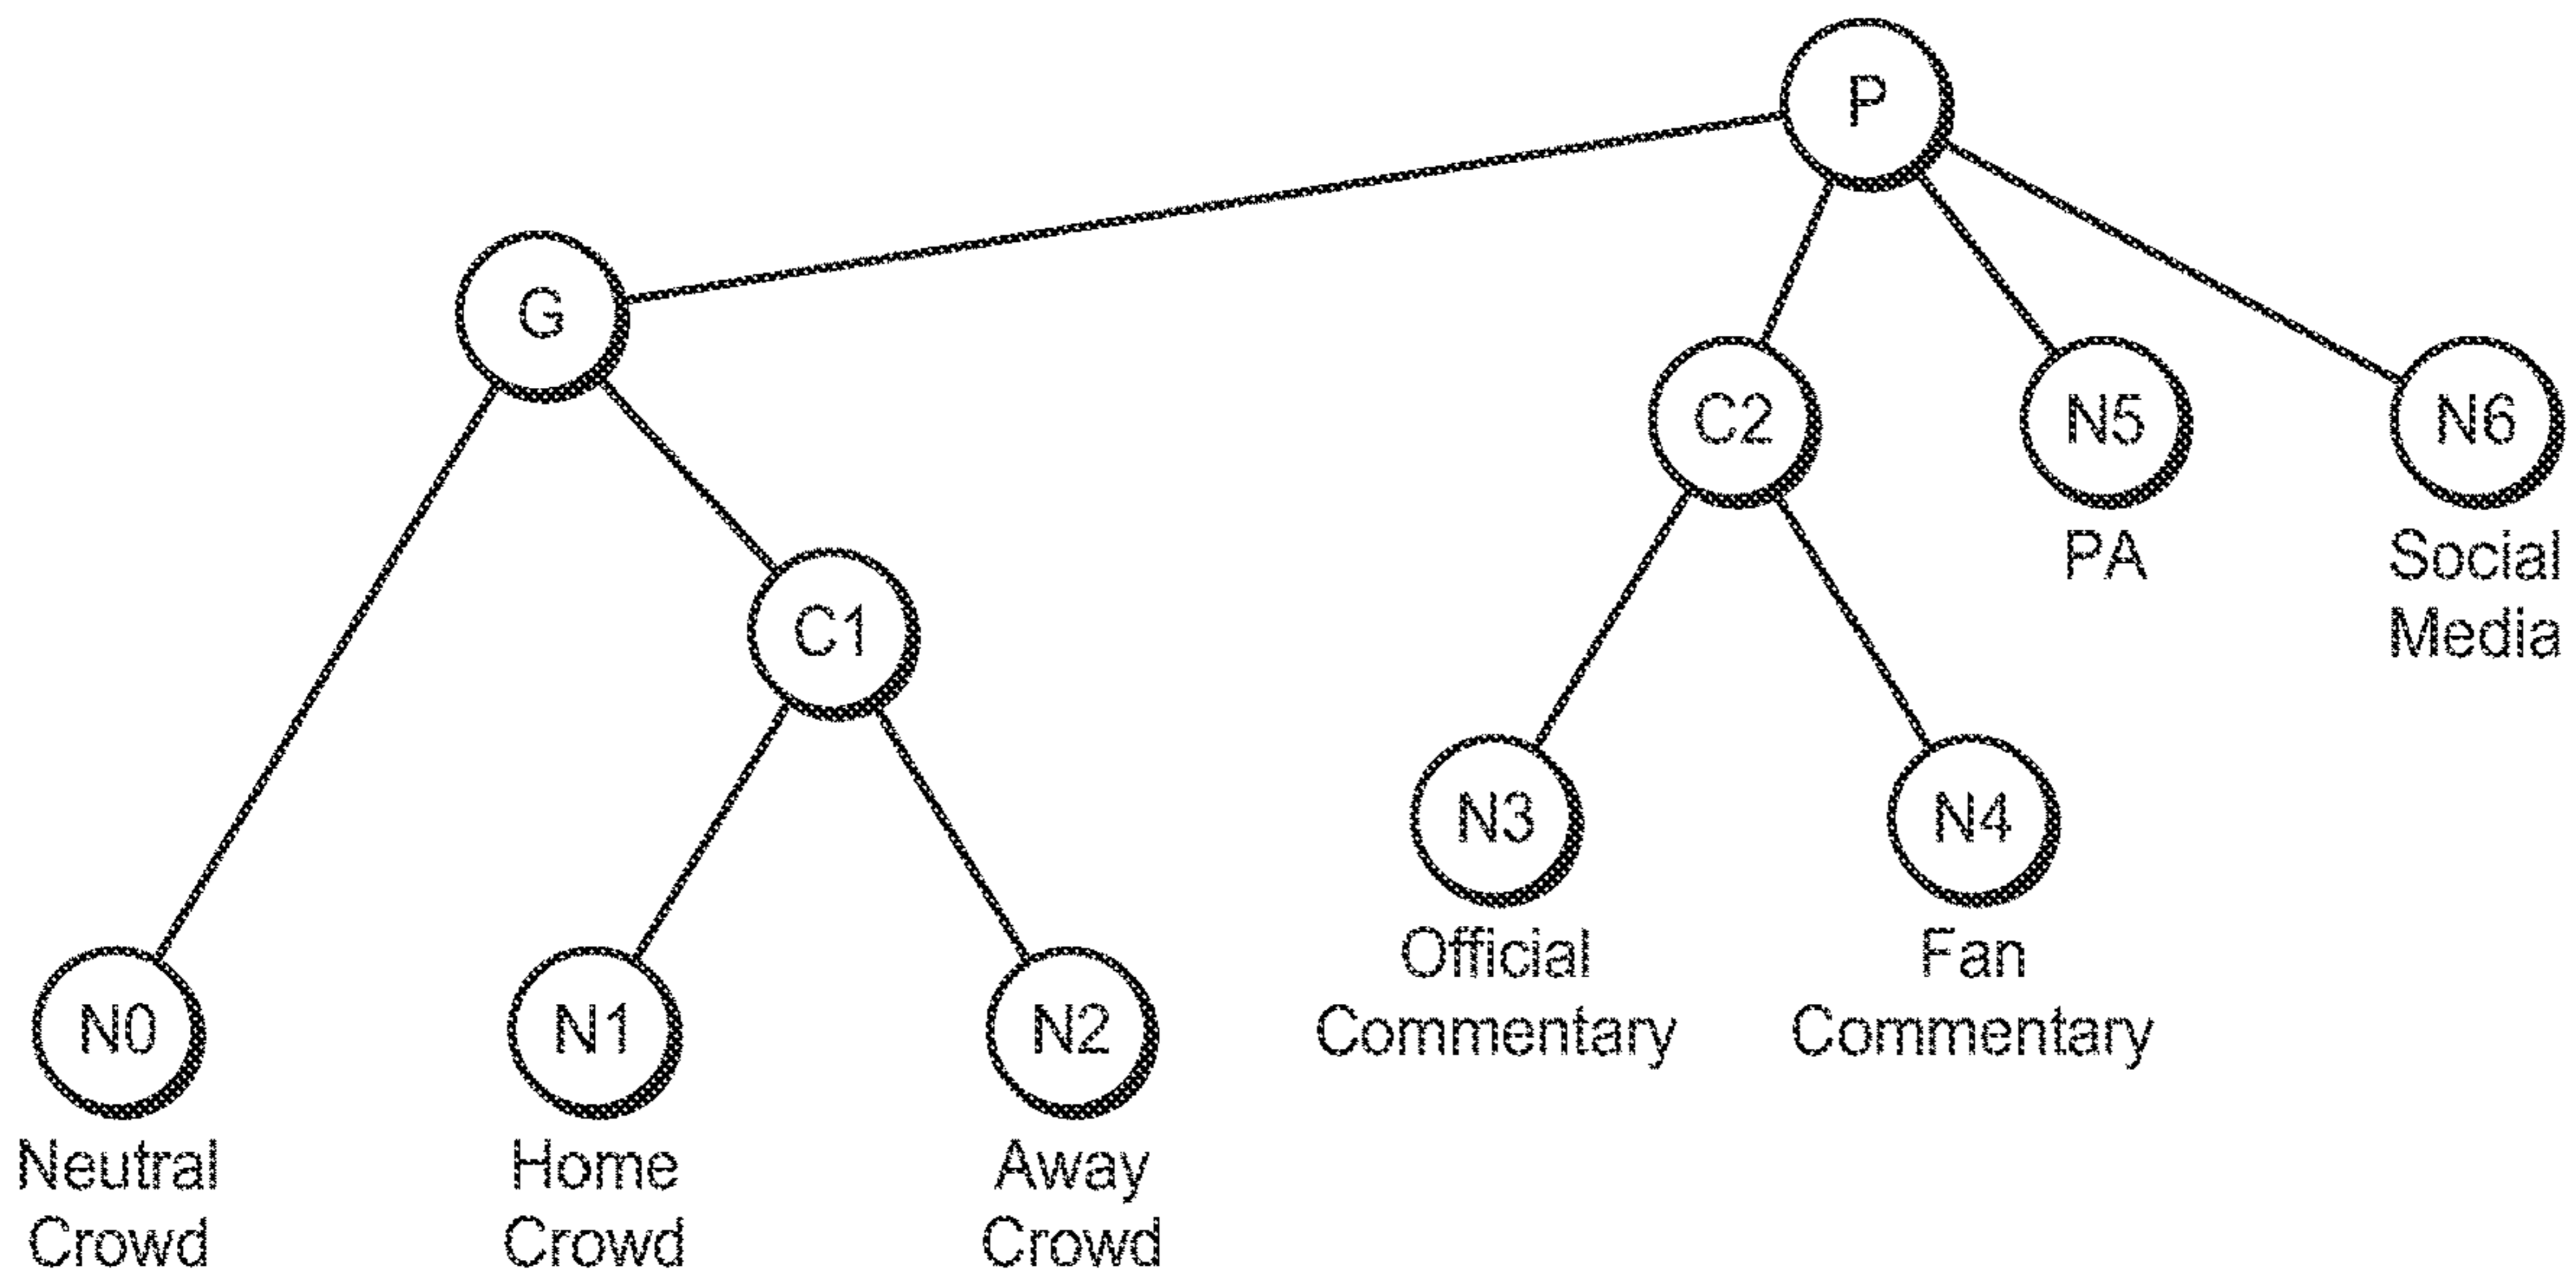 P
G
C2
N5
N6
PA
Social
Media
C1
N3
N4
Official
Commentary
Fan
Commentary
N0
N1
N2
Neutral
Crowd
Home
Crowd
Away
Crowd